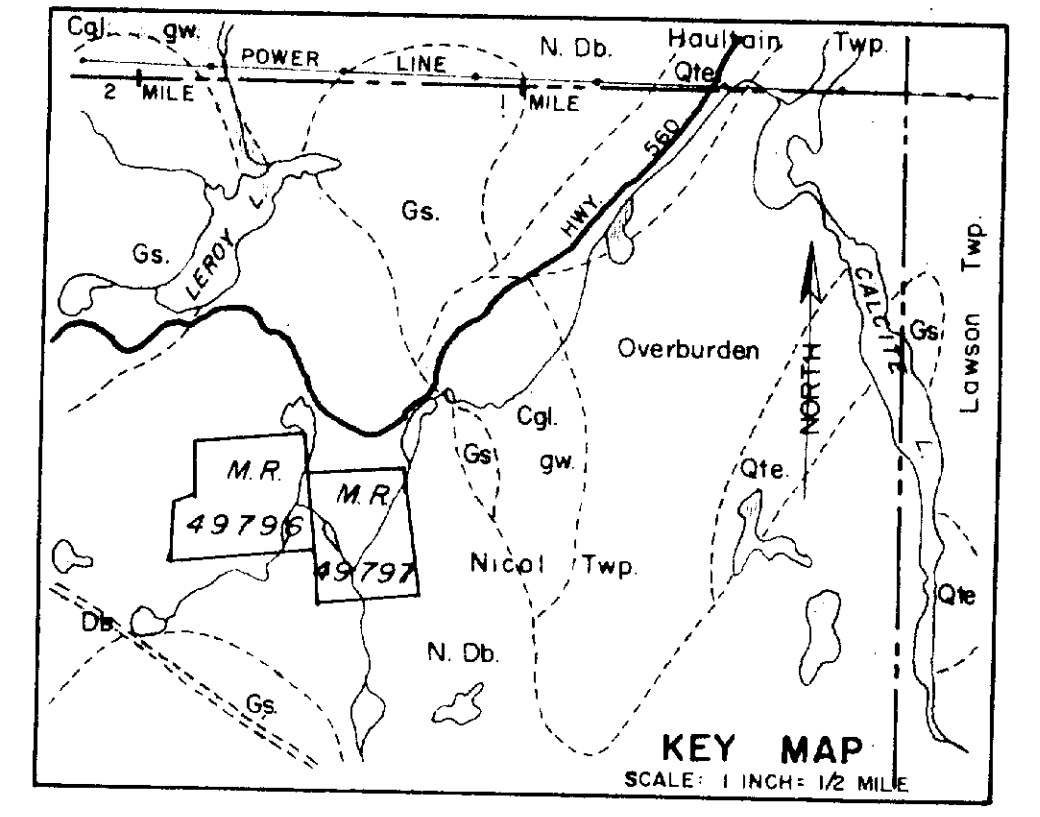 Cgl. gw. N. Db. Haultain Twp.
POWER LINE
Qte.
2 MILE 1 MILE
HWY. 560
Gs.
Gs.
LEROY L.
Lawson Twp.
CALCITE L.
Gs
Overburden
NORTH
Cgl.
gw.
Gs
Qte.
M.R.
49796
M.R.
49797
Nicol Twp.
Qte
Db.
N. Db.
Gs.
KEY MAP
SCALE: 1 INCH = 1/2 MILE